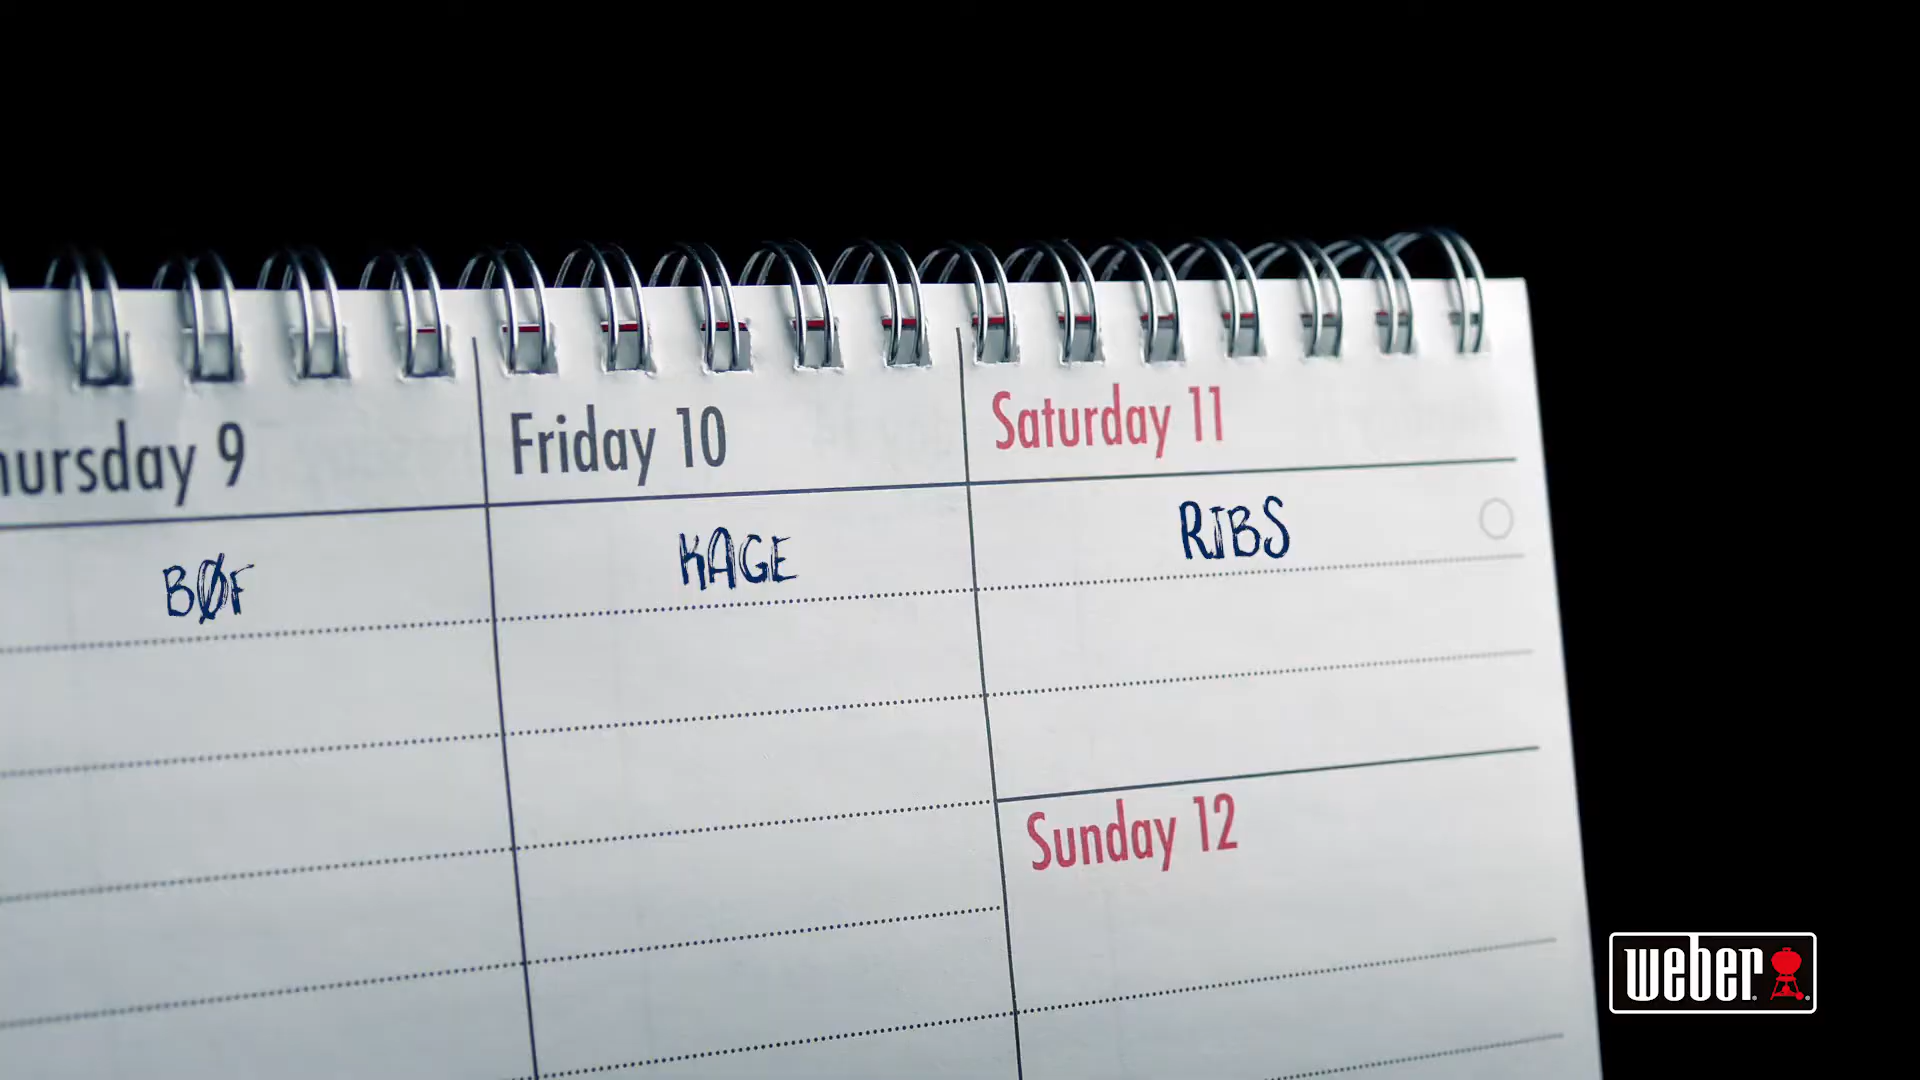 hursday 9
Friday 10
Saturday 11
BØF
KAGE
RIBS
Sunday 12
weber